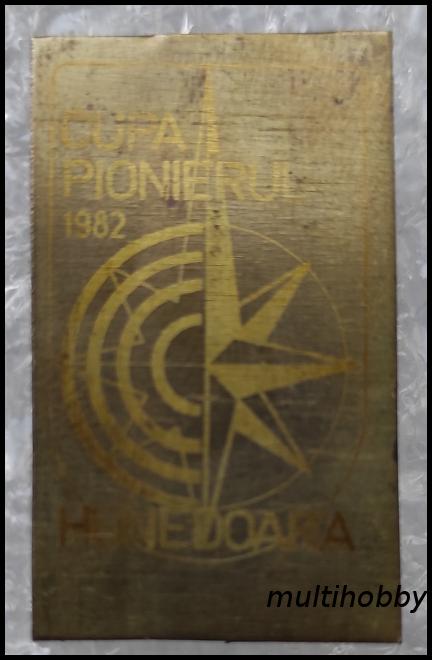 CUPA
PIONIERUL
1982
HUNEDOARA
multihobby